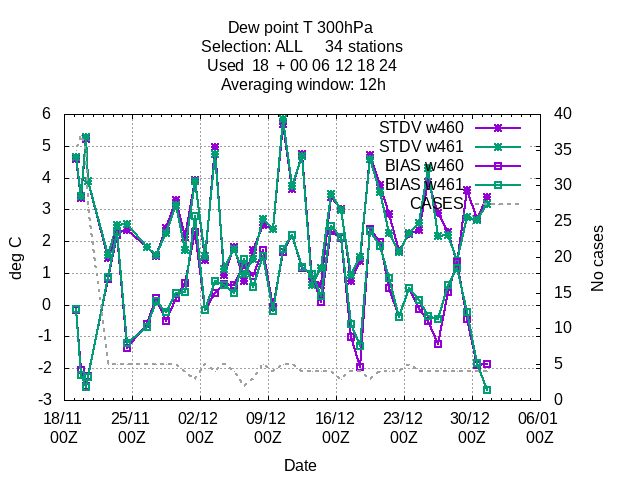 Dew point T 300hPa
Selection: ALL 34 stations
Used 18 + 00 06 12 18 24
Averaging window: 12h
6 40
STDV w460
5 35
STDV w461
BIAS w460
4 30
BIAS w461
CASES
3 25
2 20
deg C
No cases
1 15
0
-1 10
-2 5
-3 0
18/11 25/11 02/12 09/12 16/12 23/12 30/12 06/01
00Z 00Z 00Z 00Z 00Z 00Z 00Z 00Z
Date